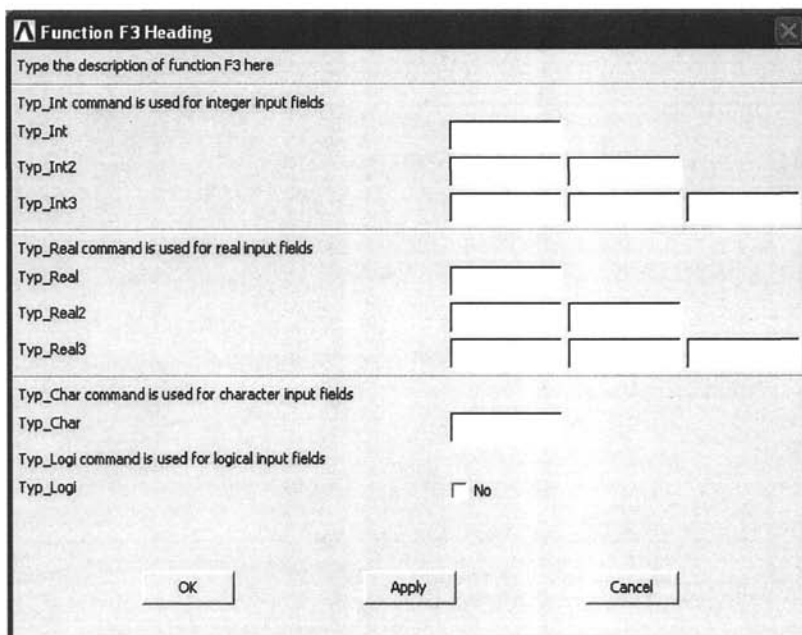 Function F3 Heading
Type the description of function F3 here
Typ_Int command is used for integer input fields
Typ_Int
Typ_Int2
Typ_Int3
Typ_Real command is used for real input fields
Typ_Real
Typ_Real2
Typ_Real3
Typ_Char command is used for character input fields
Typ_Char
Typ_Logi command is used for logical input fields
Typ_Logi No
OK Apply Cancel